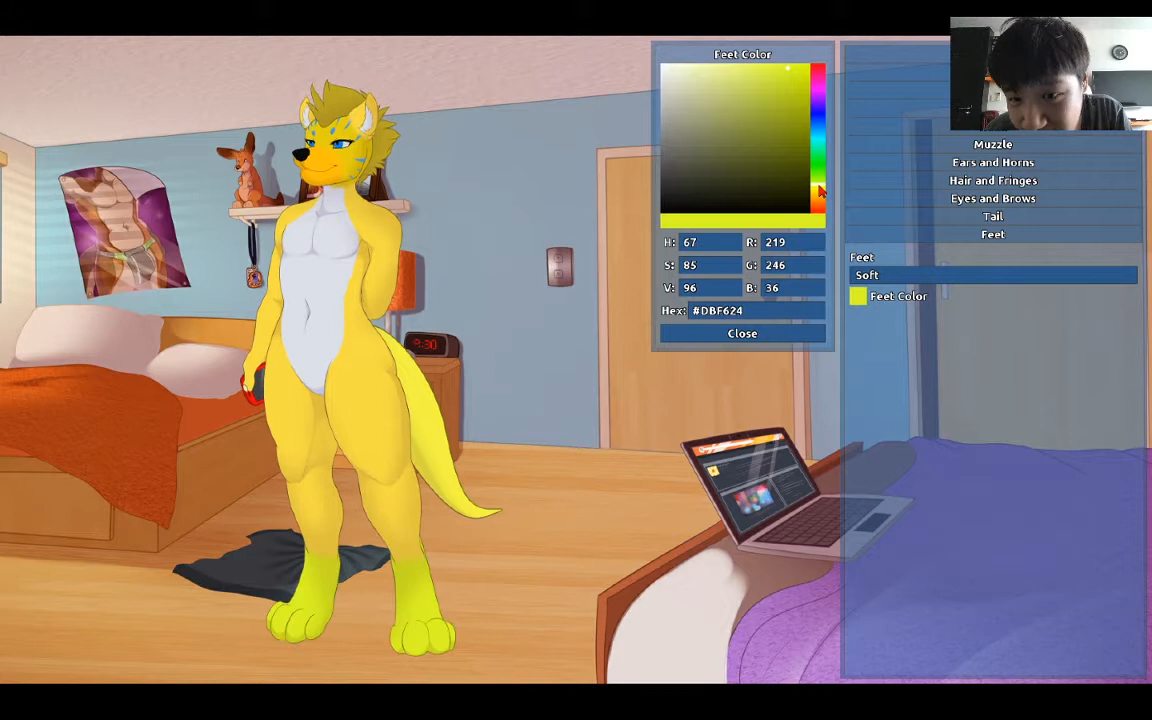 Feet Color
H: 67 R: 219
S: 85 G: 246
V: 96 B: 36
Hex: #DBF624
Close
Muzzle
Ears and Horns
Hair and Fringes
Eyes and Brows
Tail
Feet
Feet
Soft
Feet Color
9:30